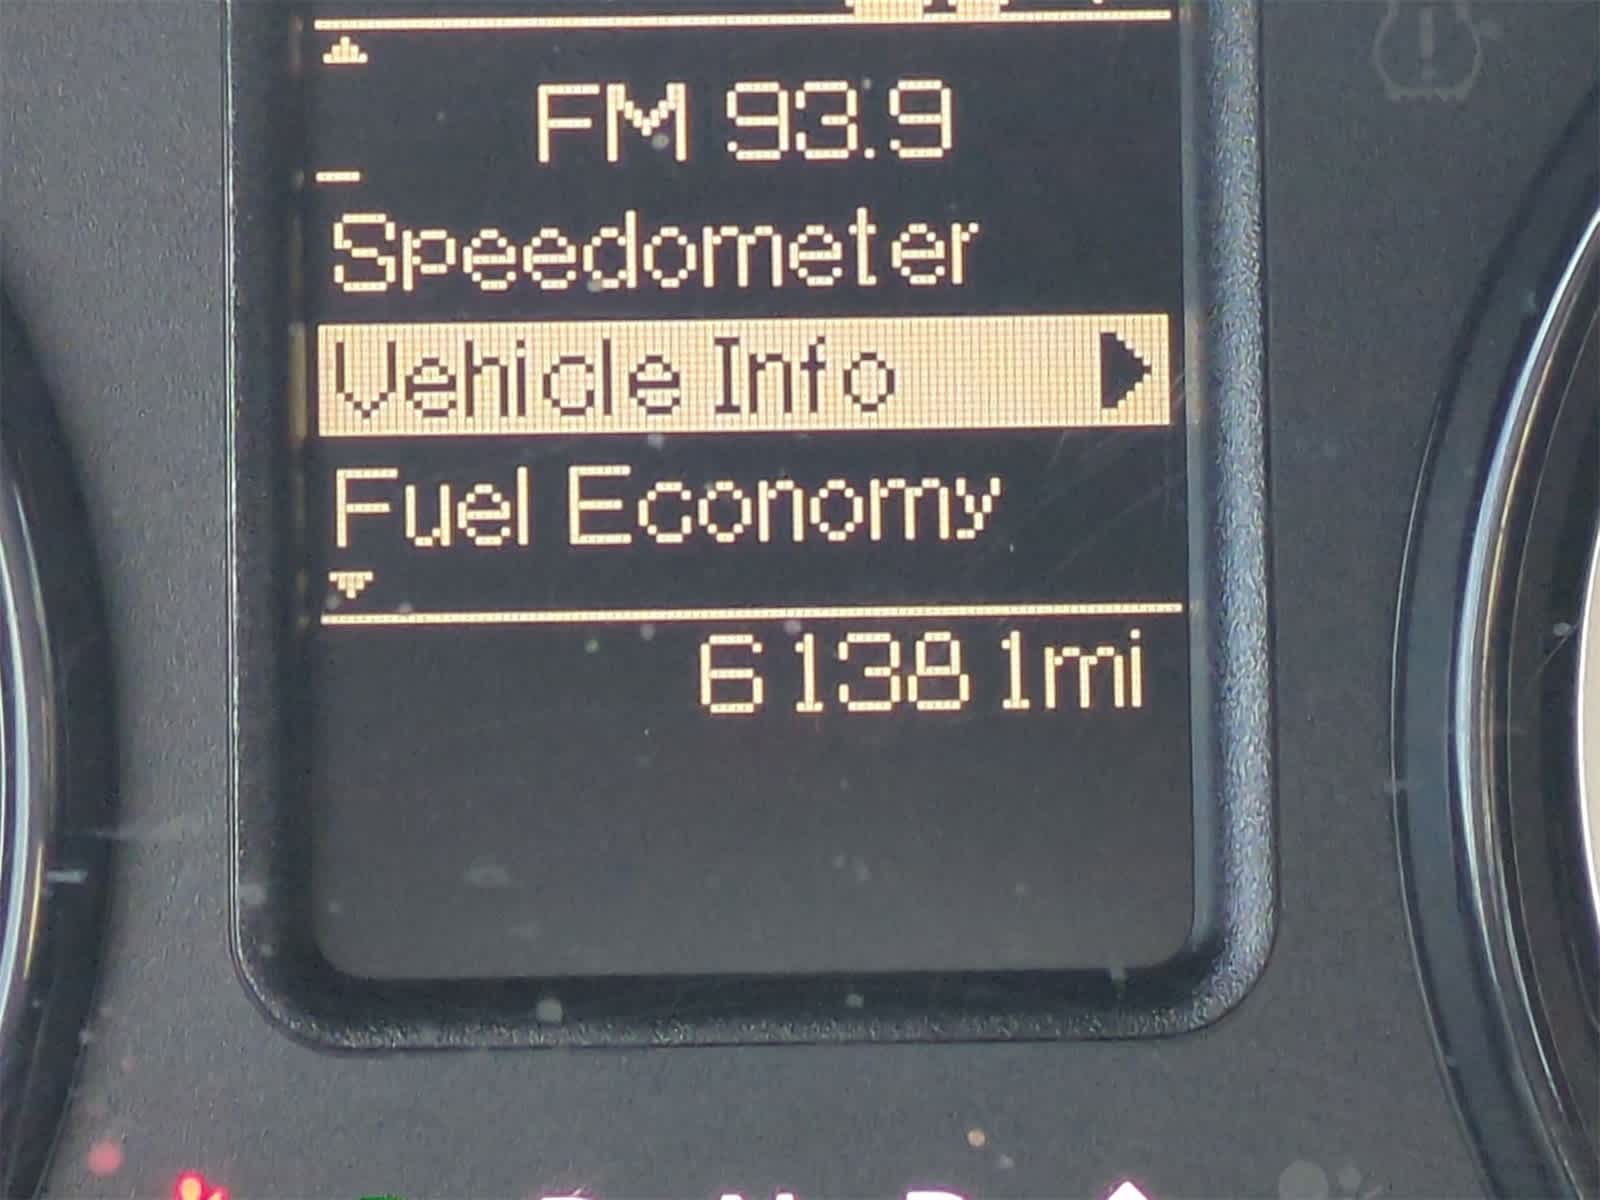 FM 93.9
Speedometer
Vehicle Info
Fuel Economy
61381mi